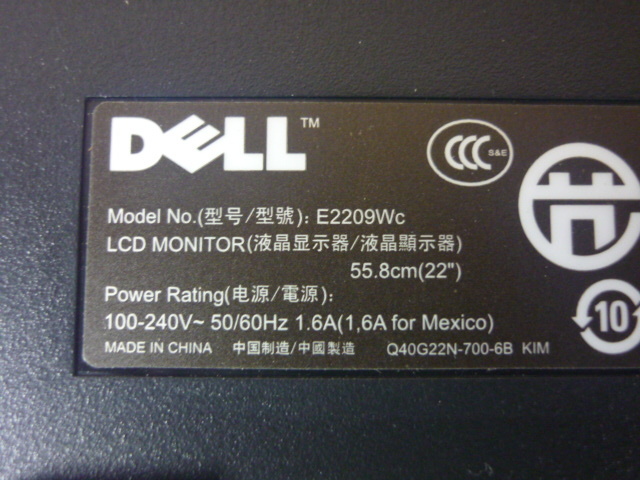 DELL™
CCC S&E
Model No.(型号/型號): E2209Wc
LCD MONITOR(液晶显示器/液晶顯示器)
55.8cm(22")
Power Rating(电源/電源):
100-240V~ 50/60Hz 1.6A(1,6A for Mexico)
10
MADE IN CHINA 中国制造/中國製造 Q40G22N-700-6B KIM